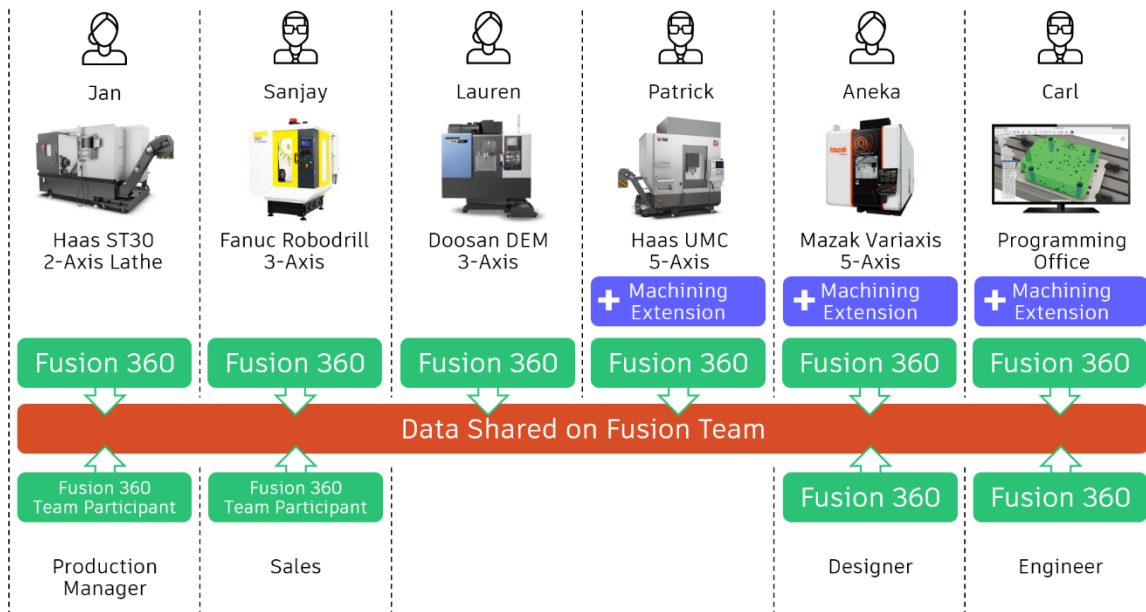 Jan
Sanjay
Lauren
Patrick
Aneka
Carl
Mazak
Haas ST30
2-Axis Lathe
Fanuc Robodrill
3-Axis
Doosan DEM
3-Axis
Haas UMC
5-Axis
Mazak Variaxis
5-Axis
Programming
Office
+ Machining
Extension
+ Machining
Extension
+ Machining
Extension
Fusion 360
Fusion 360
Fusion 360
Fusion 360
Fusion 360
Fusion 360
Data Shared on Fusion Team
Fusion 360
Team Participant
Fusion 360
Team Participant
Fusion 360
Fusion 360
Production
Manager
Sales
Designer
Engineer